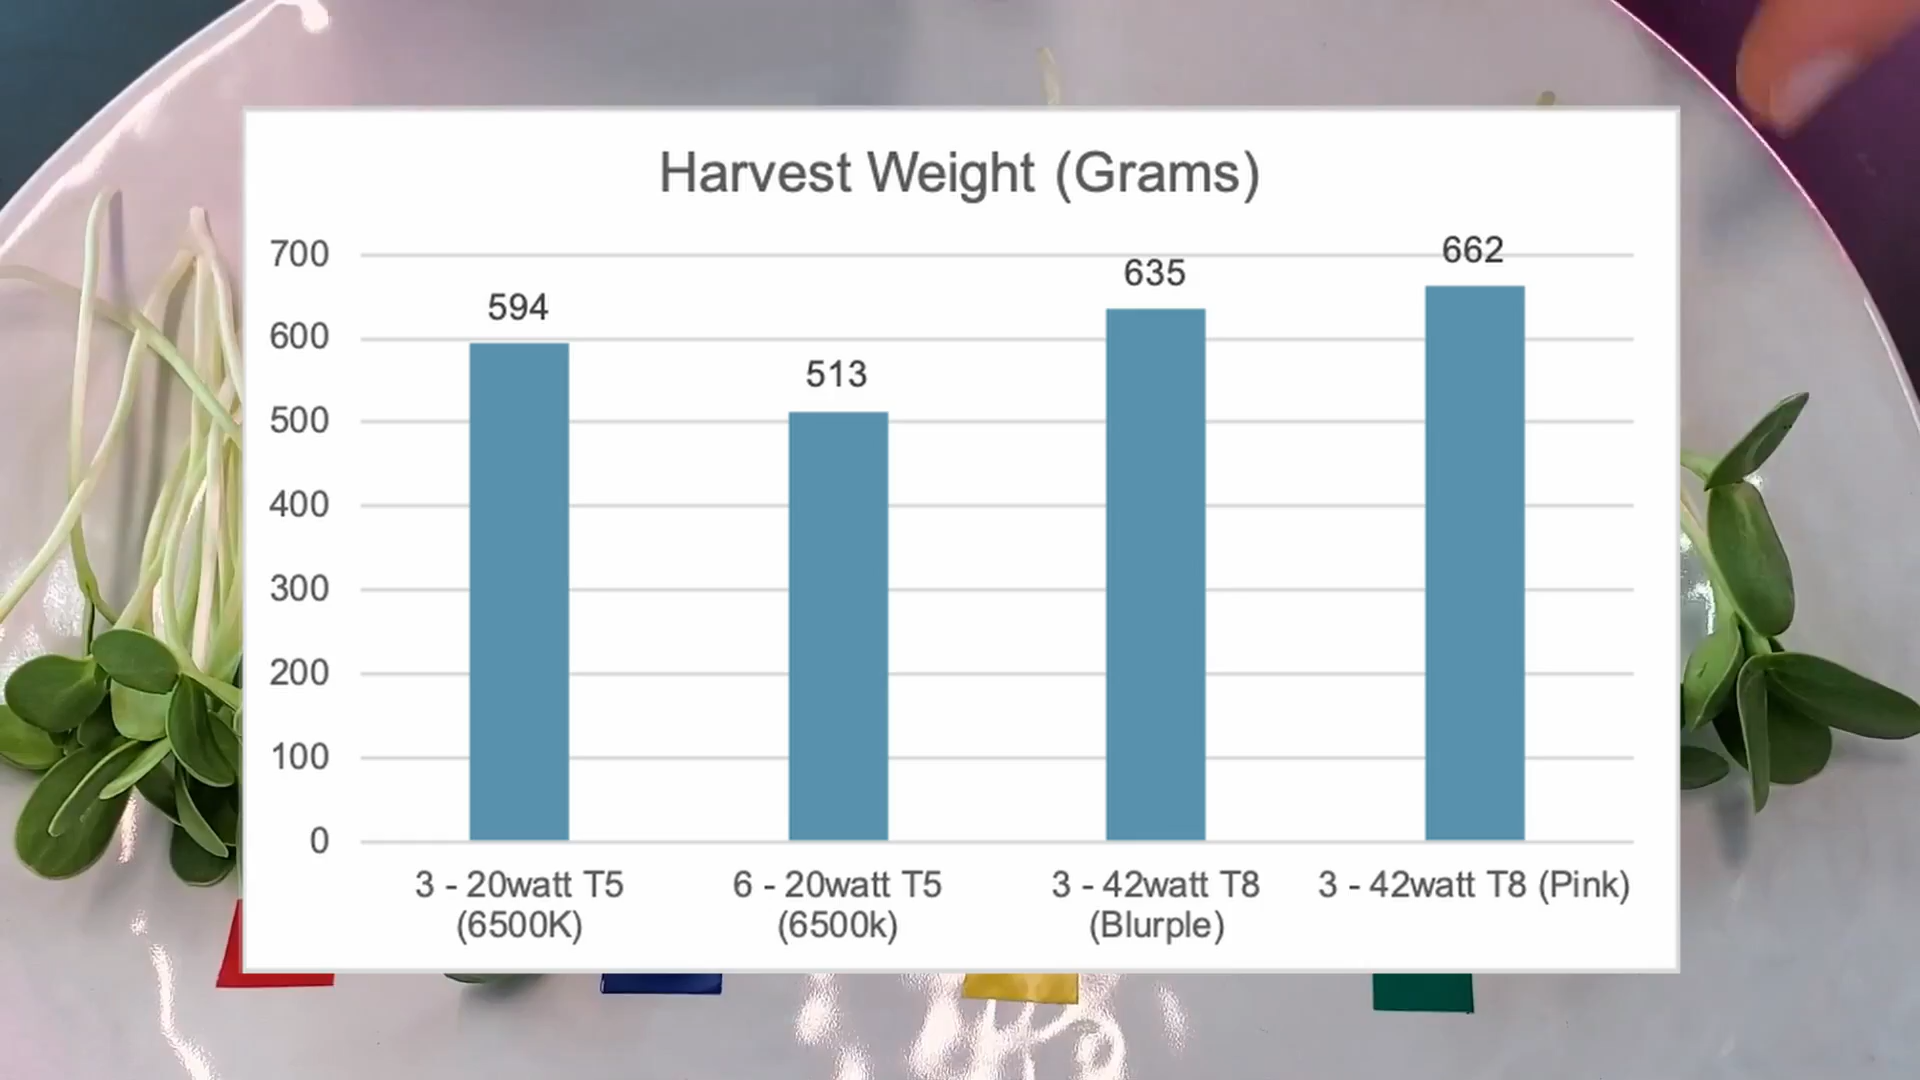 Harvest Weight (Grams)
700
600
500
400
300
200
100
0
594
513
635
662
3 - 20watt T5
(6500K)
6 - 20watt T5
(6500k)
3 - 42watt T8
(Blurple)
3 - 42watt T8 (Pink)